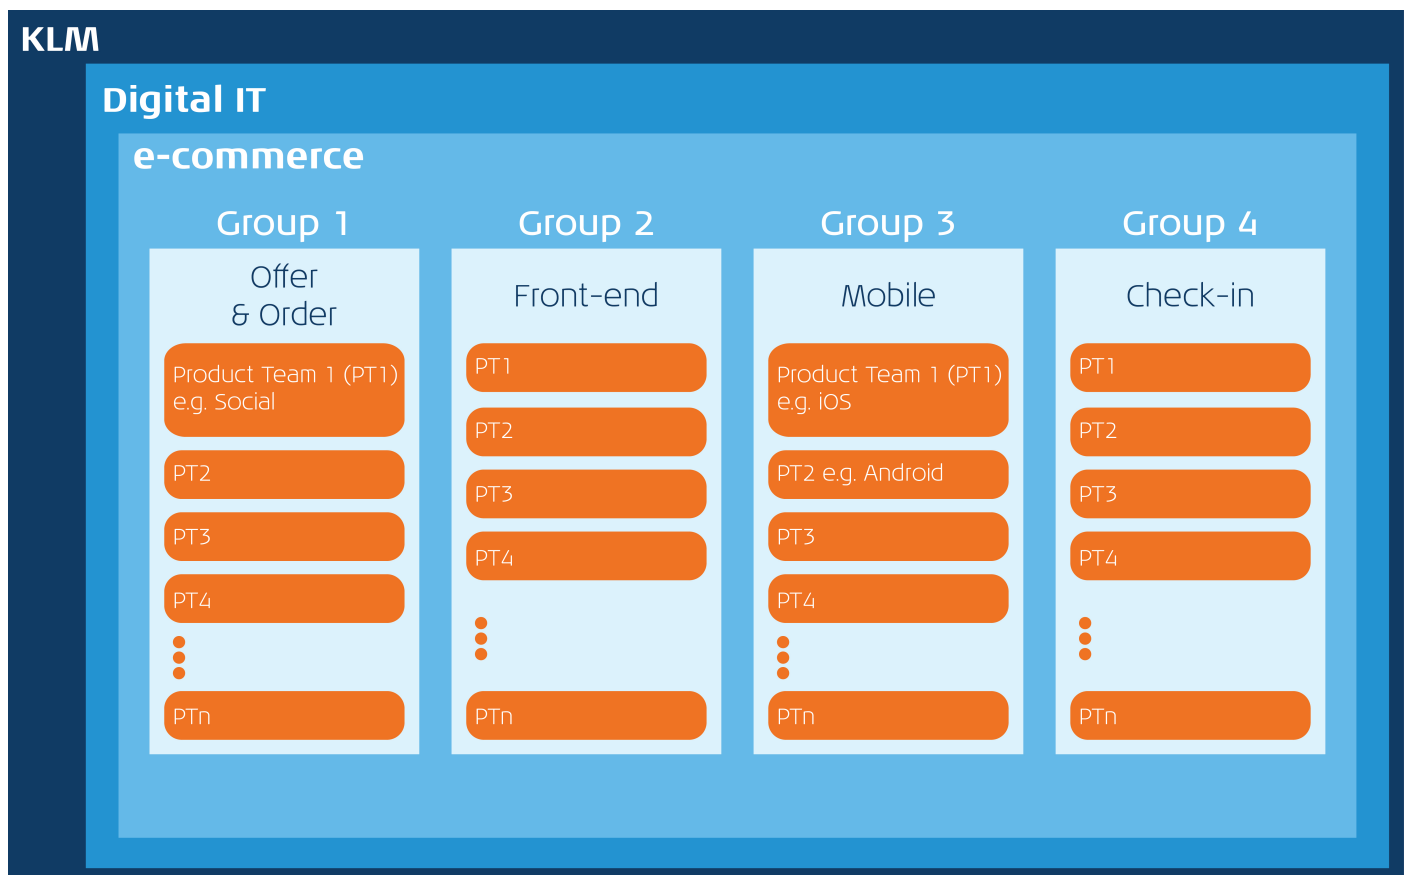 KLM
Digital IT
e-commerce
Group 1
Offer
& Order
Product Team 1 (PT1)
e.g. Social
PT2
PT3
PT4
PTn
Group 2
Front-end
PT1
PT2
PT3
PT4
PTn
Group 3
Mobile
Product Team 1 (PT1)
e.g. iOS
PT2 e.g. Android
PT3
PT4
PTn
Group 4
Check-in
PT1
PT2
PT3
PT4
PTn